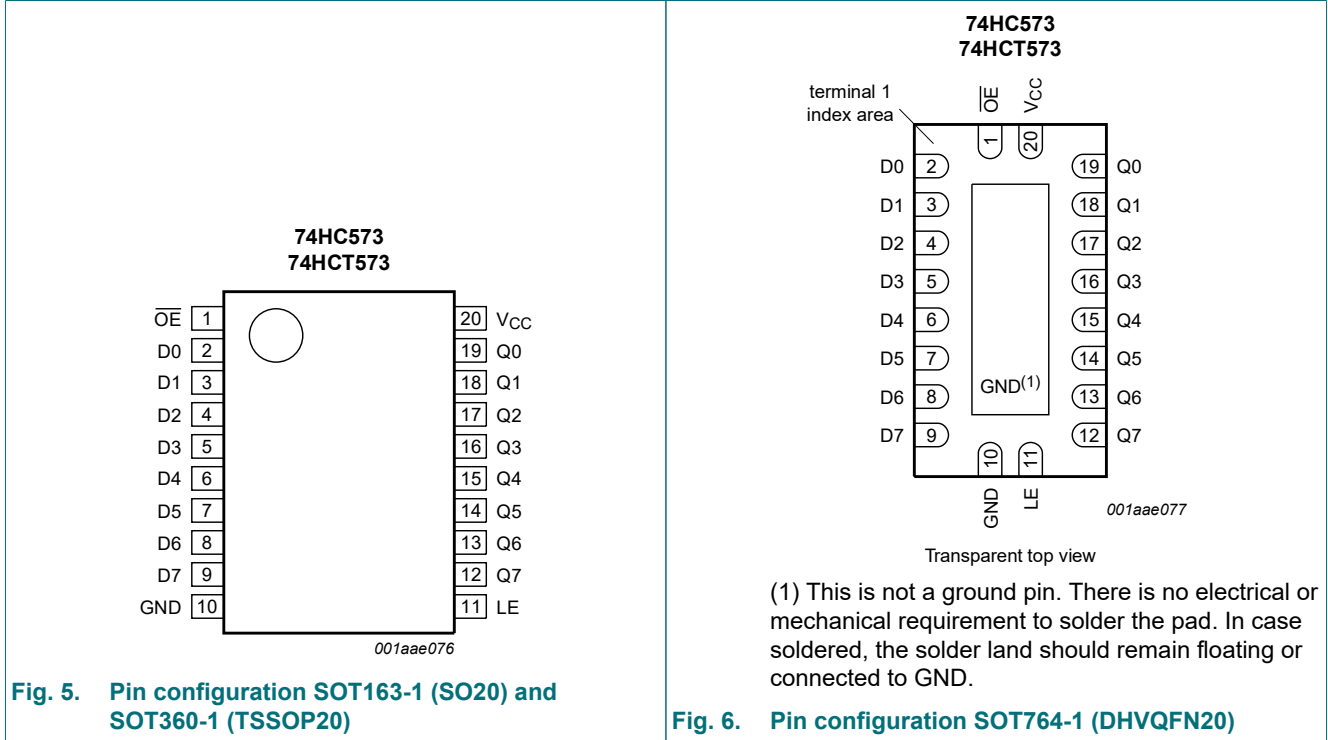 74HC573
74HCT573
OE 1
D0 2
D1 3
D2 4
D3 5
D4 6
D5 7
D6 8
D7 9
GND 10
20 VCC
19 Q0
18 Q1
17 Q2
16 Q3
15 Q4
14 Q5
13 Q6
12 Q7
11 LE
001aae076
Fig. 5. Pin configuration SOT163-1 (SO20) and
SOT360-1 (TSSOP20)
74HC573
74HCT573
terminal 1
index area
OE
VCC
1
20
D0 2
D1 3
D2 4
D3 5
D4 6
D5 7
D6 8
D7 9
19 Q0
18 Q1
17 Q2
16 Q3
15 Q4
14 Q5
13 Q6
12 Q7
GND(1)
10
11
GND
LE
001aae077
Transparent top view
(1) This is not a ground pin. There is no electrical or
mechanical requirement to solder the pad. In case
soldered, the solder land should remain floating or
connected to GND.
Fig. 6. Pin configuration SOT764-1 (DHVQFN20)